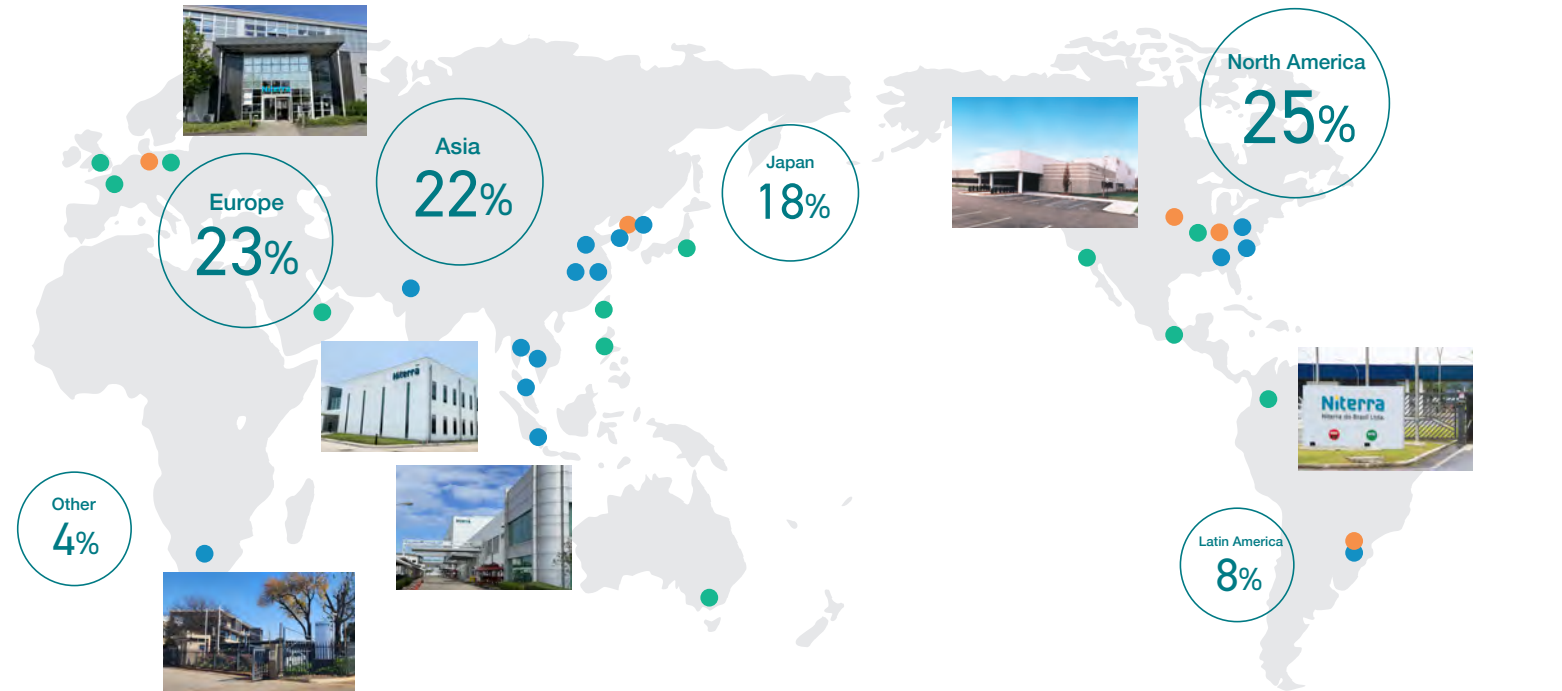 Niterra
North America
25%
Asia
22%
Japan
18%
Europe
23%
Niterra
Niterra
Niterra do Brasil Ltda.
Other
4%
Latin America
8%